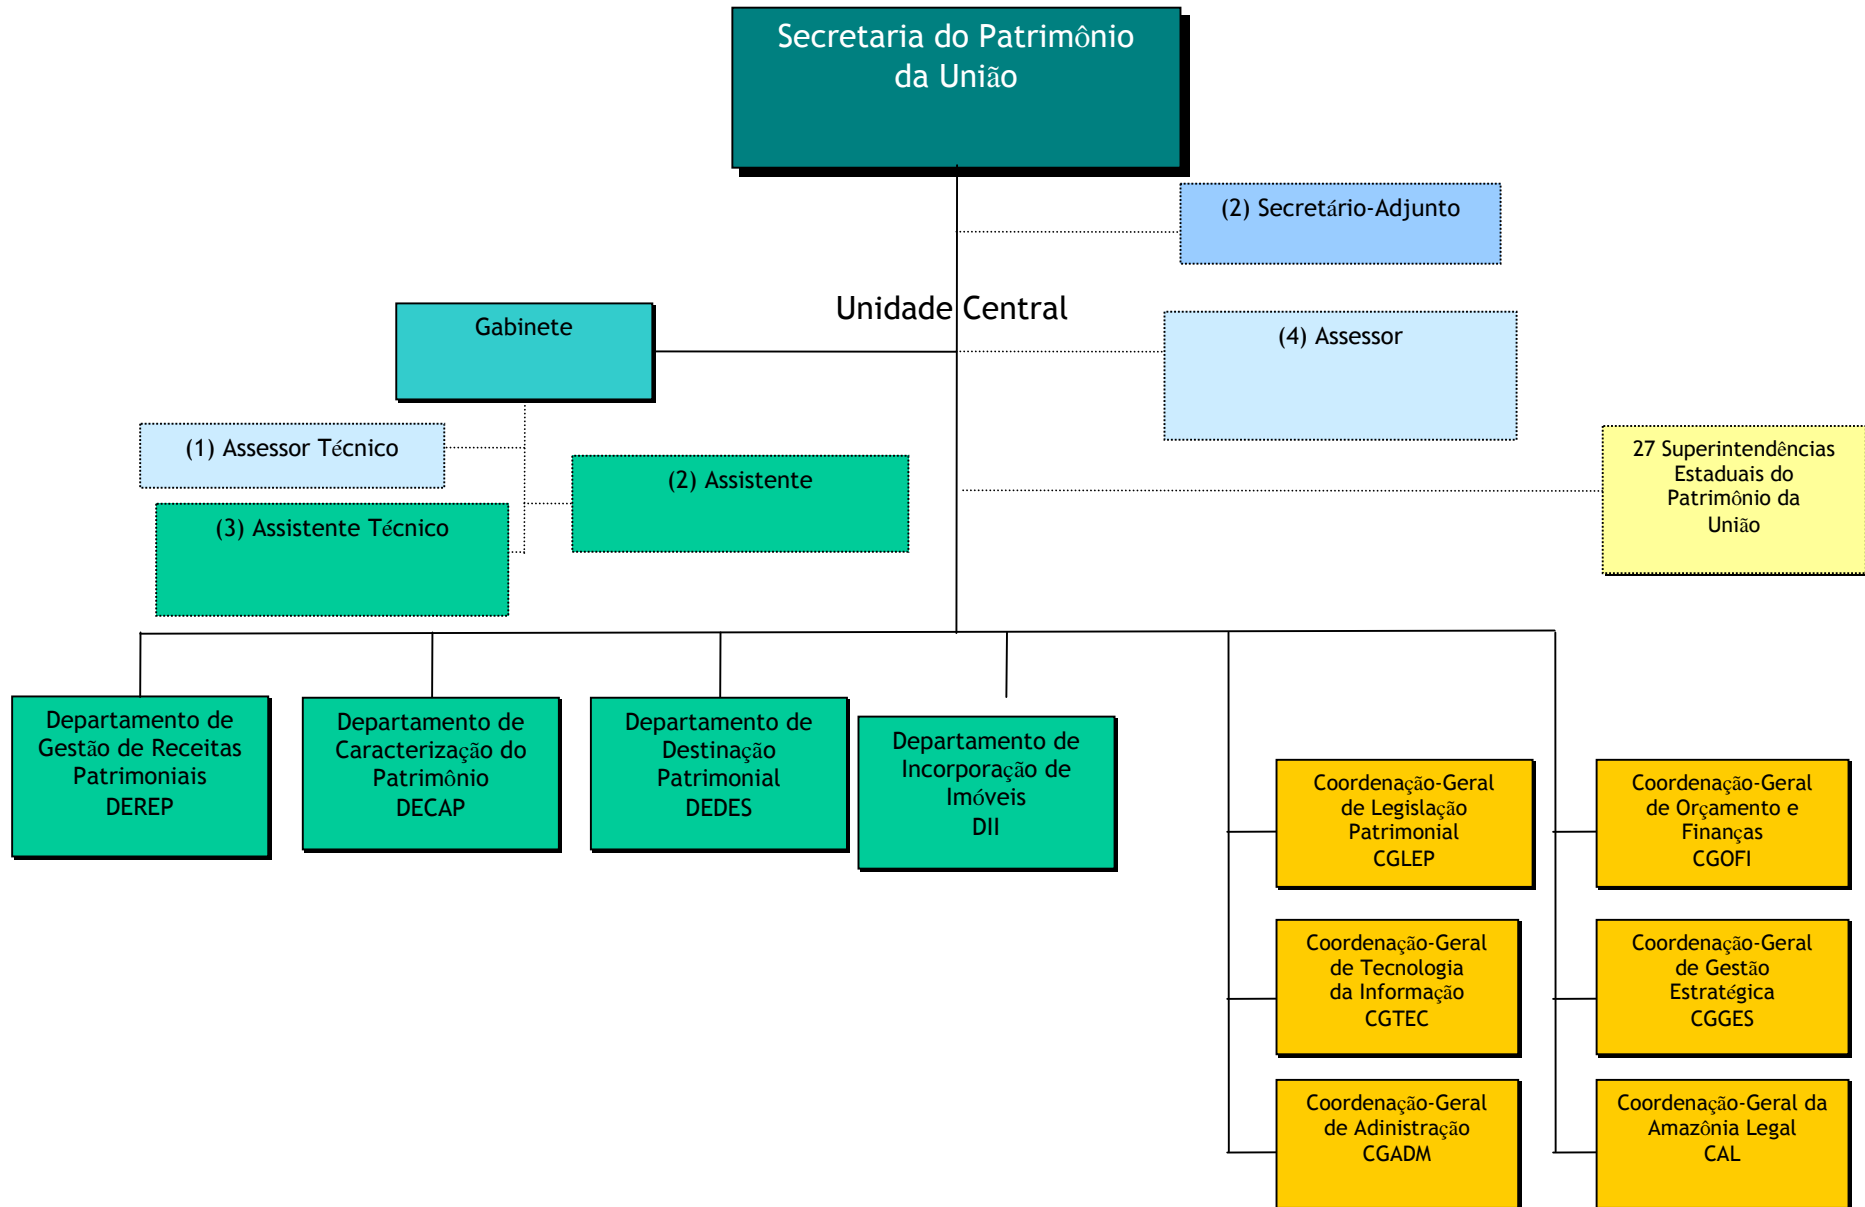 Secretaria do Patrimônio
da União
(2) Secretário-Adjunto
Unidade Central
Gabinete
(4) Assessor
(1) Assessor Técnico
(2) Assistente
(3) Assistente Técnico
27 Superintendências
Estaduais do
Patrimônio da
União
Departamento de
Gestão de Receitas
Patrimoniais
DEREP
Departamento de
Caracterização do
Patrimônio
DECAP
Departamento de
Destinação
Patrimonial
DEDES
Departamento de
Incorporação de
Imóveis
DII
Coordenação-Geral
de Legislação
Patrimonial
CGLEP
Coordenação-Geral
de Orçamento e
Finanças
CGOFI
Coordenação-Geral
de Tecnologia
da Informação
CGTEC
Coordenação-Geral
de Gestão
Estratégica
CGGES
Coordenação-Geral
de Adinistração
CGADM
Coordenação-Geral da
Amazônia Legal
CAL